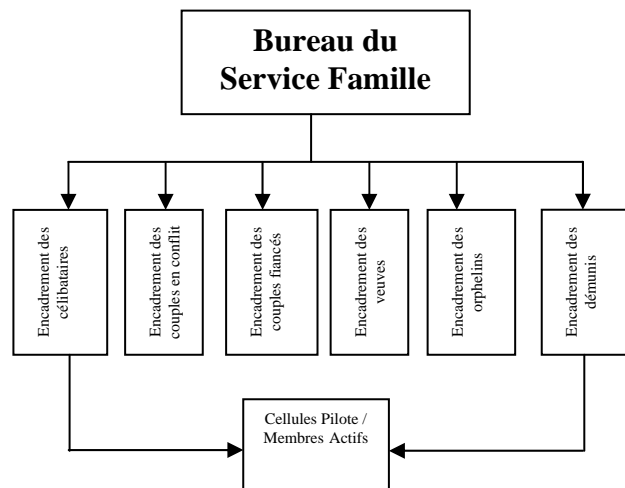 Bureau du
Service Famille
Encadrement des
célibataires
Encadrement des
couples en conflit
Encadrement des
couples fiancés
Encadrement des
veuves
Encadrement des
orphelins
Encadrement des
démunis
Cellules Pilote /
Membres Actifs